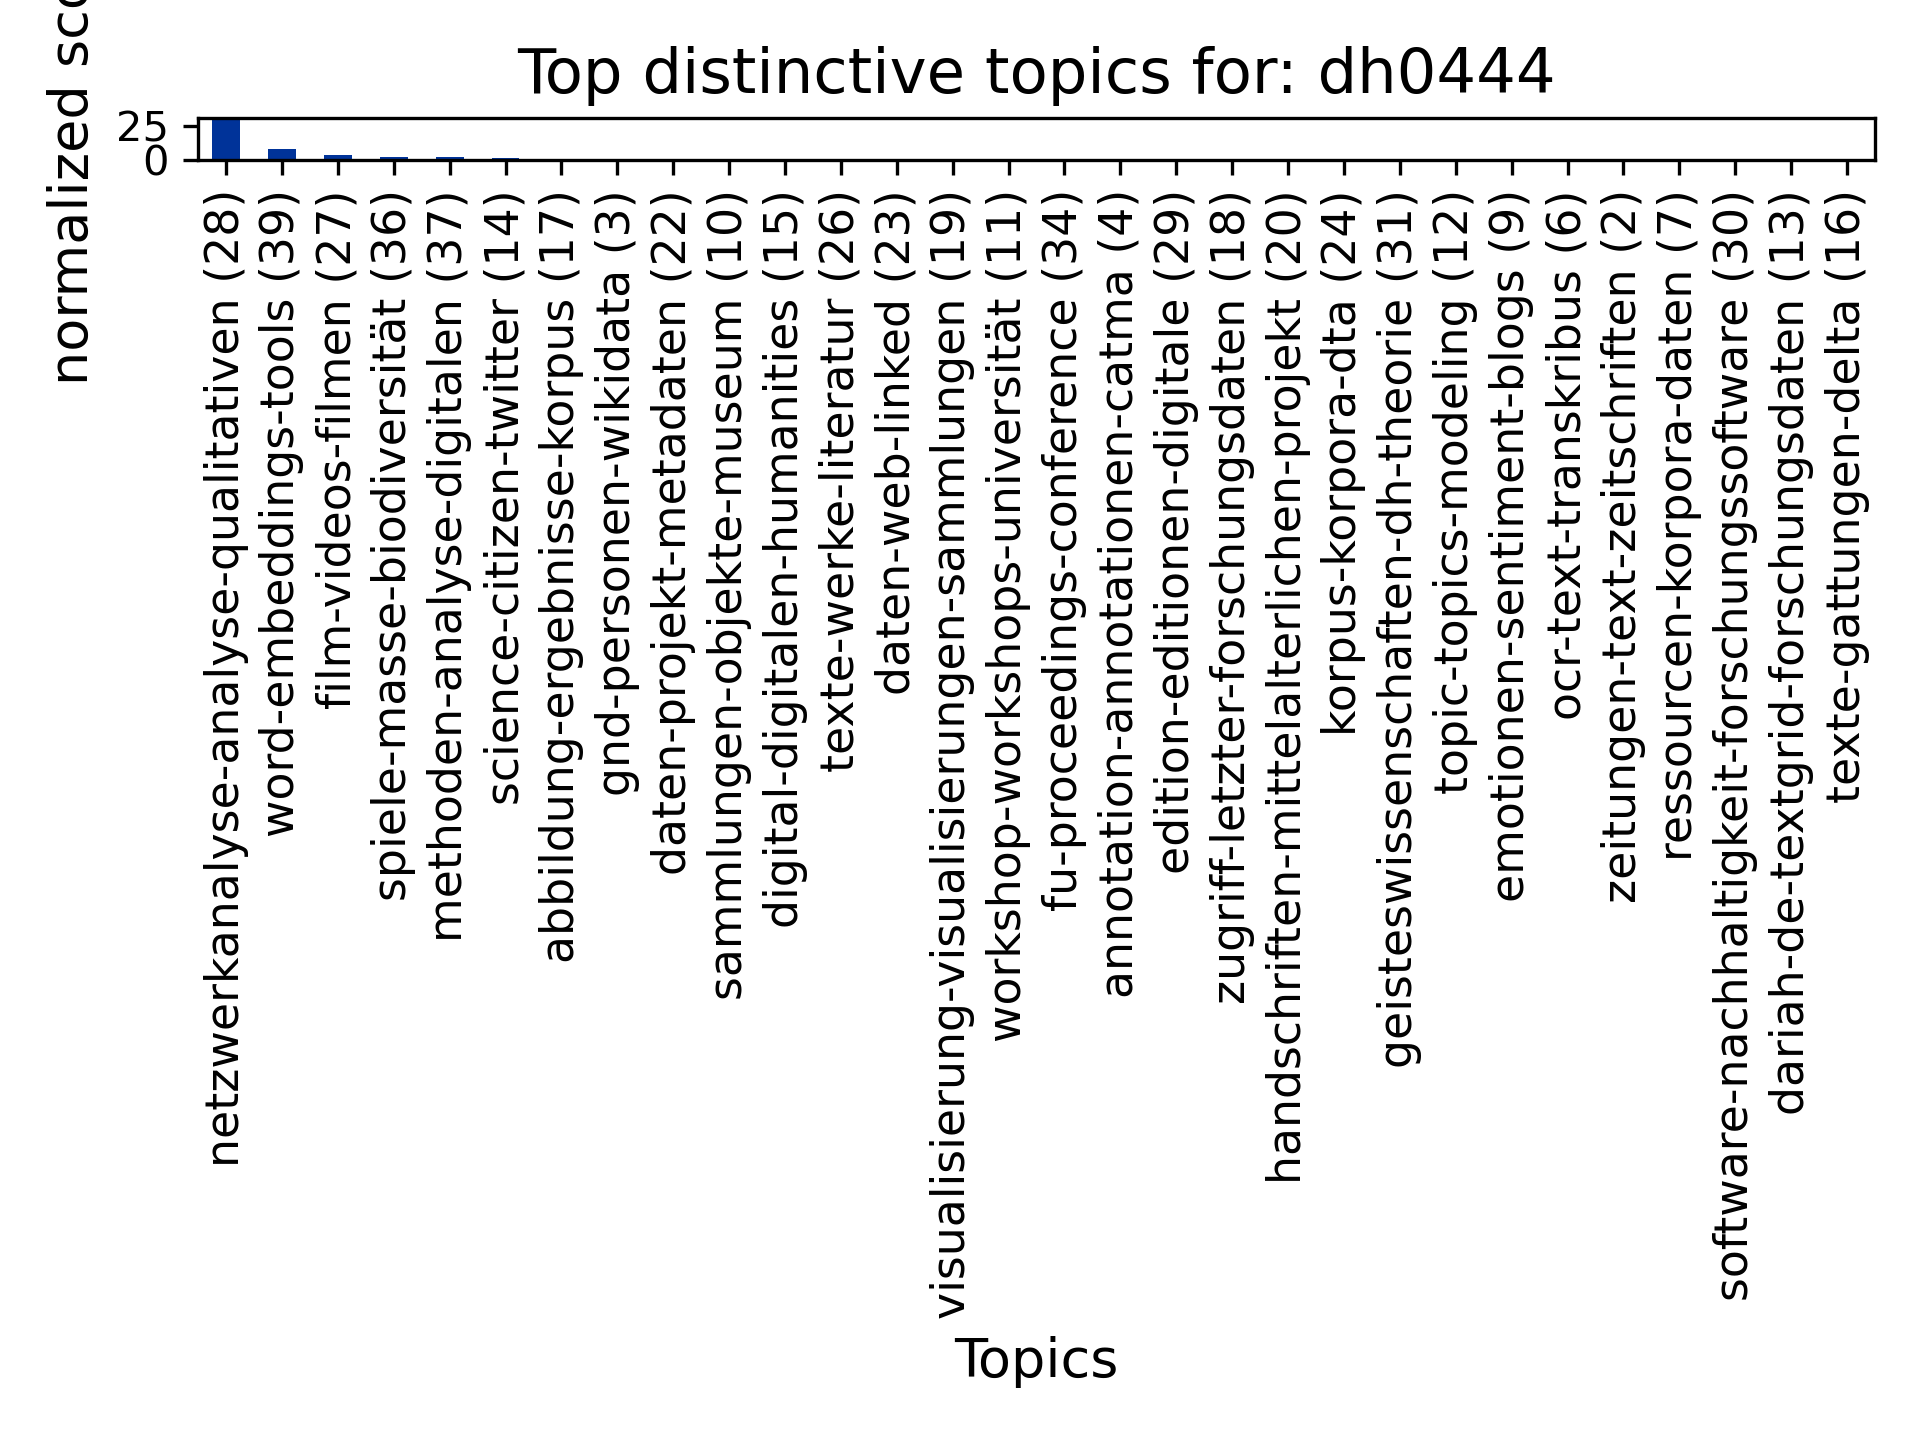 Top distinctive topics for: dh0444
normalized sco
25
0
netzwerkanalyse-analyse-qualitativen (28)
word-embeddings-tools (39)
film-videos-filmen (27)
spiele-masse-biodiversität (36)
methoden-analyse-digitalen (37)
science-citizen-twitter (14)
abbildung-ergebnisse-korpus (17)
gnd-personen-wikidata (3)
daten-projekt-metadaten (22)
sammlungen-objekte-museum (10)
digital-digitalen-humanities (15)
texte-werke-literatur (26)
daten-web-linked (23)
visualisierung-visualisierungen-sammlungen (19)
workshop-workshops-universität (11)
fu-proceedings-conference (34)
annotation-annotationen-catma (4)
edition-editionen-digitale (29)
zugriff-letzter-forschungsdaten (18)
handschriften-mittelalterlichen-projekt (20)
korpus-korpora-dta (24)
geisteswissenschaften-dh-theorie (31)
topic-topics-modeling (12)
emotionen-sentiment-blogs (9)
ocr-text-transkribus (6)
zeitungen-text-zeitschriften (2)
ressourcen-korpora-daten (7)
software-nachhaltigkeit-forschungssoftware (30)
dariah-de-textgrid-forschungsdaten (13)
texte-gattungen-delta (16)
Topics